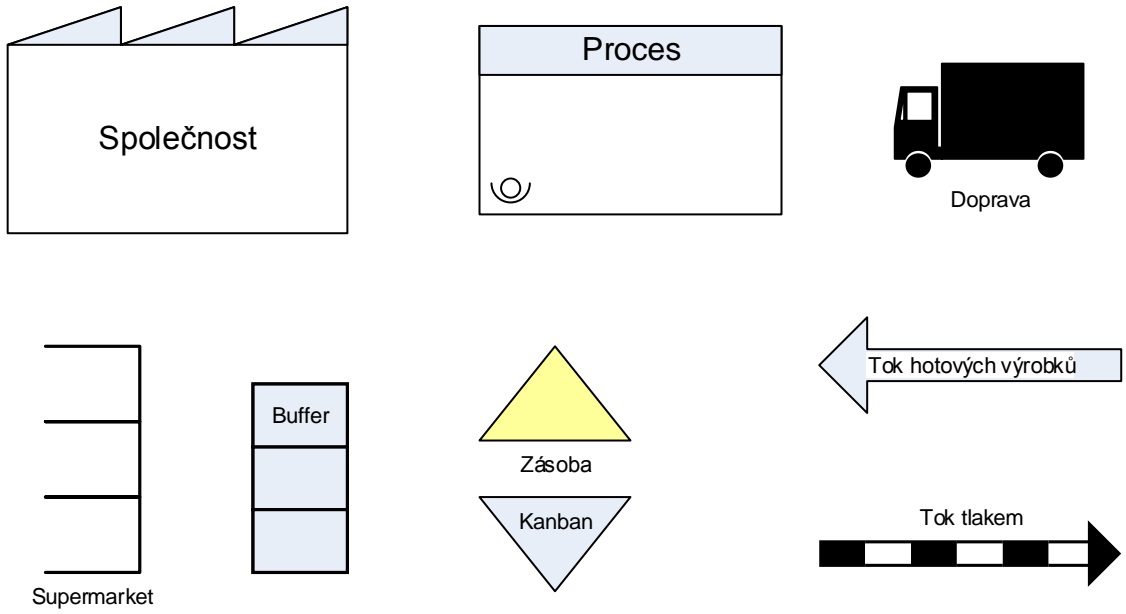 Společnost
Proces
Doprava
Supermarket
Buffer
Zásoba
Kanban
Tok hotových výrobků
Tok tlakem